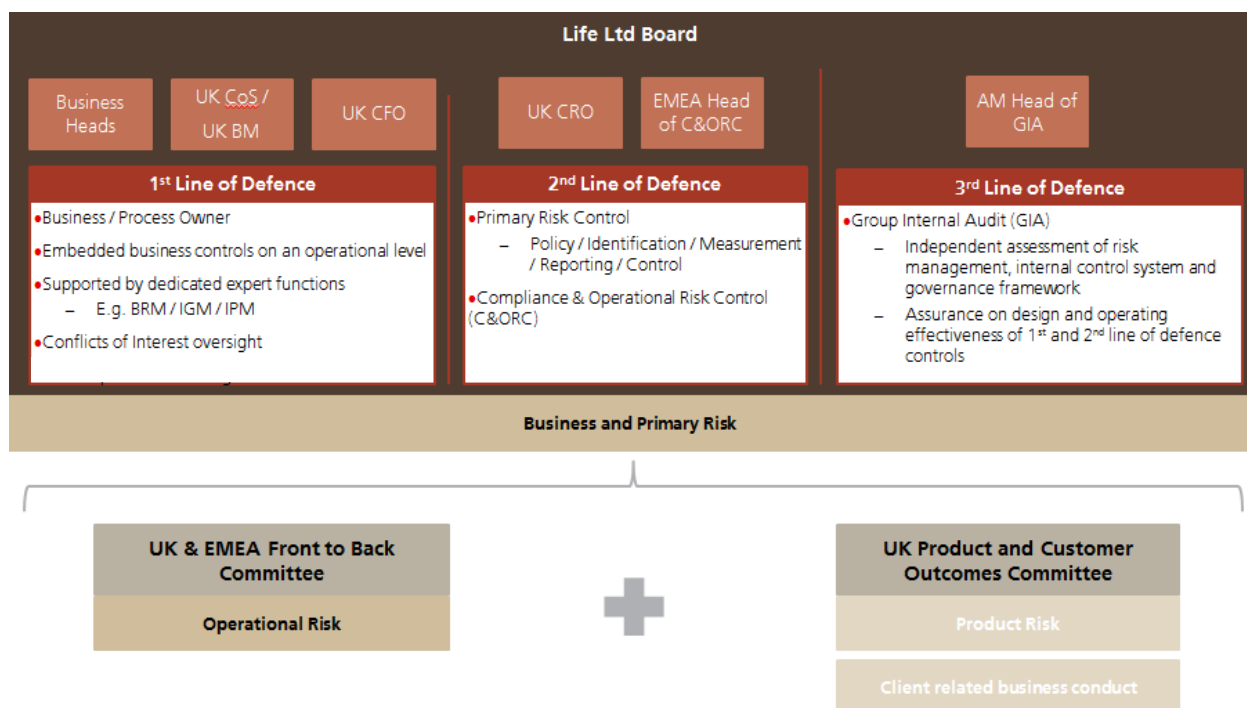 Life Ltd Board
Business
Heads
UK CoS /
UK BM
UK CFO
UK CRO
EMEA Head
of C&ORC
AM Head of
GIA
1st Line of Defence
•Business / Process Owner
•Embedded business controls on an operational level
•Supported by dedicated expert functions
– E.g. BRM / IGM / IPM
•Conflicts of Interest oversight
2nd Line of Defence
•Primary Risk Control
– Policy / Identification / Measurement
/ Reporting / Control
•Compliance & Operational Risk Control
(C&ORC)
3rd Line of Defence
•Group Internal Audit (GIA)
– Independent assessment of risk
management, internal control system and
governance framework
– Assurance on design and operating
effectiveness of 1st and 2nd line of defence
controls
Business and Primary Risk
UK & EMEA Front to Back
Committee
Operational Risk
UK Product and Customer
Outcomes Committee
Product Risk
Client related business conduct